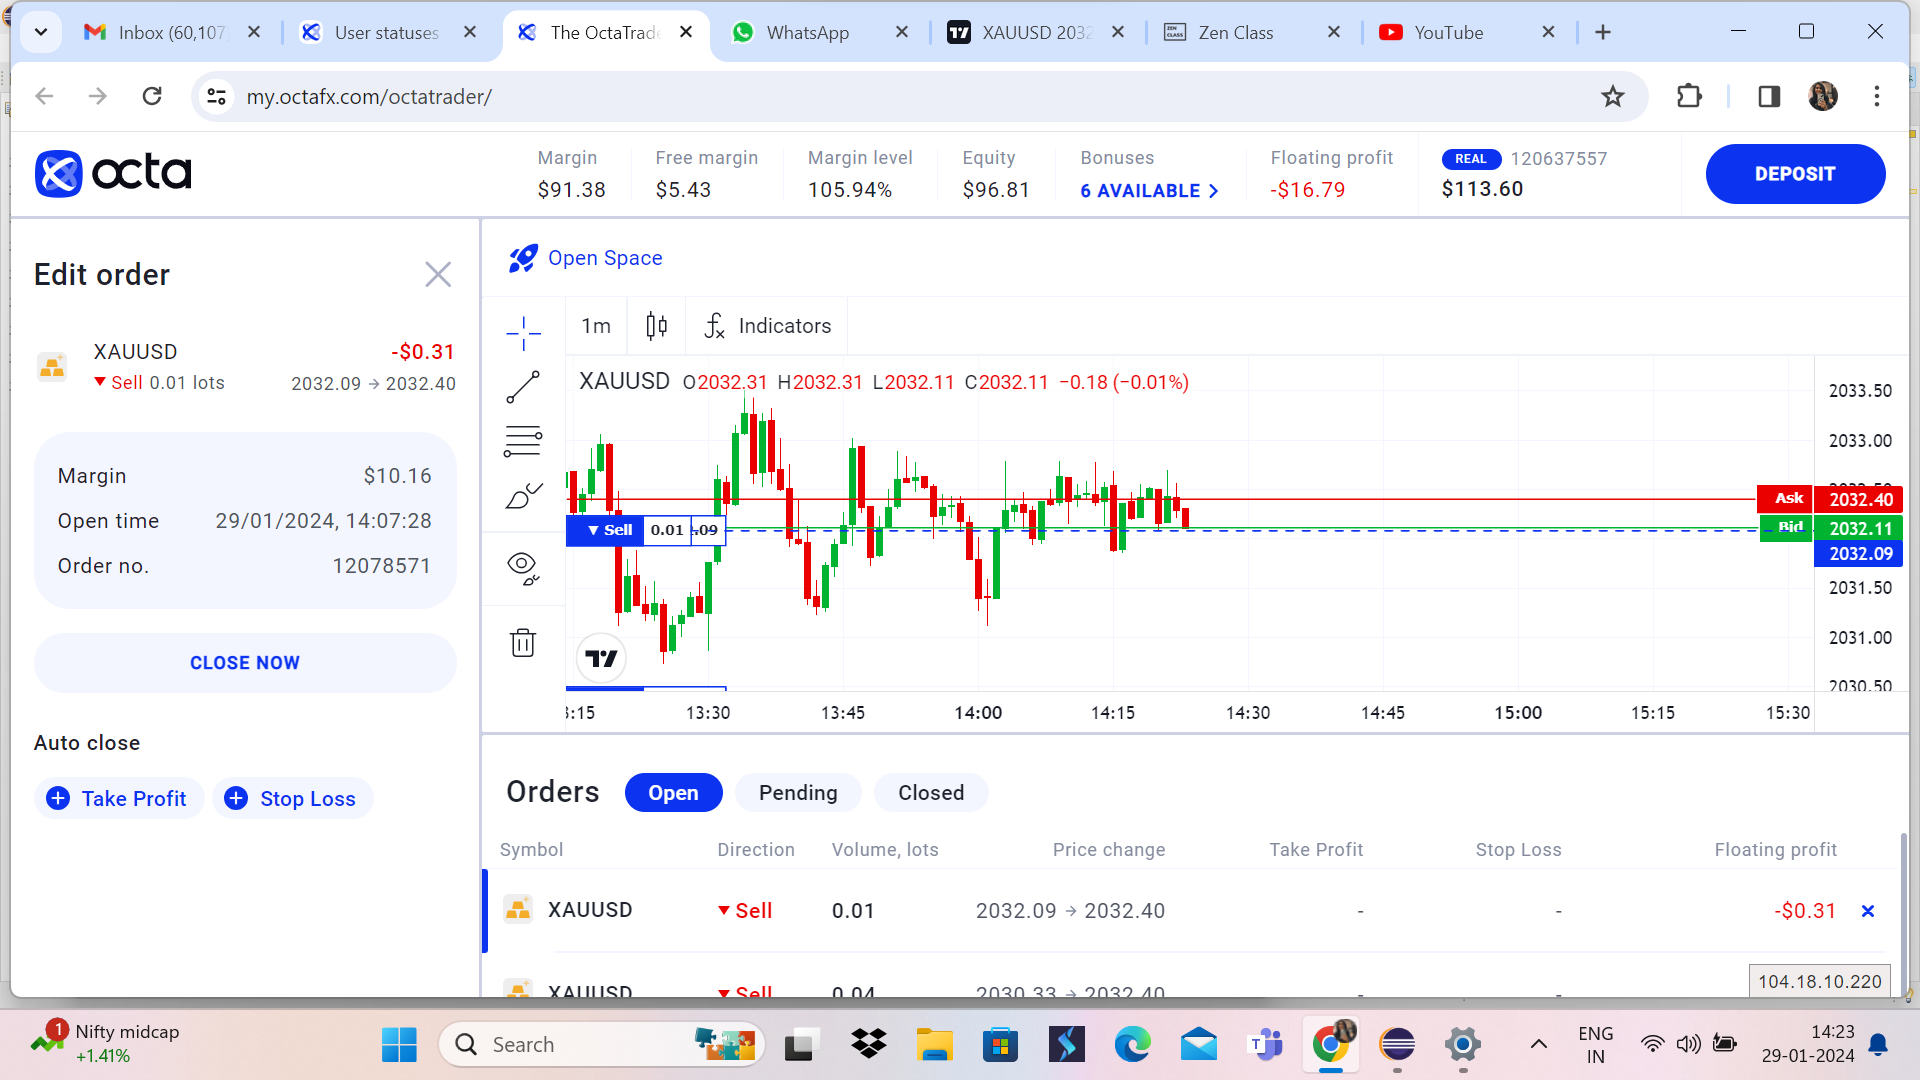 Inbox (60,107
User statuses
The OctaTrade
WhatsApp
XAUUSD 2032
Zen Class
YouTube
my.octafx.com/octatrader/
octa
Margin
$91.38
Free margin
$5.43
Margin level
105.94%
Equity
$96.81
Bonuses
6 AVAILABLE
Floating profit
-$16.79
REAL 120637557
$113.60
DEPOSIT
Edit order
XAUUSD -$0.31
Sell 0.01 lots 2032.09 → 2032.40
Margin $10.16
Open time 29/01/2024, 14:07:28
Order no. 12078571
CLOSE NOW
Auto close
Take Profit
Stop Loss
Open Space
1m
Indicators
XAUUSD O2032.31 H2032.31 L2032.11 C2032.11 −0.18 (−0.01%)
2033.50
2033.00
Ask 2032.40
Bid 2032.11
2032.09
2031.50
2031.00
2030.50
Sell 0.01 .09
13:30 13:45 14:00 14:15 14:30 14:45 15:00 15:15 15:30
Orders Open Pending Closed
Symbol Direction Volume, lots Price change Take Profit Stop Loss Floating profit
XAUUSD Sell 0.01 2032.09 → 2032.40 - - -$0.31
XAUUSD Sell 0.04 2030.33 → 2032.40
104.18.10.220
1
Nifty midcap
+1.41%
Search
ENG
IN
14:23
29-01-2024